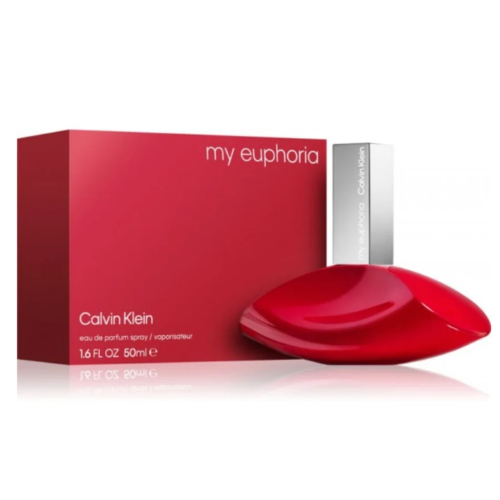 my euphoria
Calvin Klein
eau de parfum spray / vaporisateur
1.6 FL OZ 50ml ℮
my euphoria Calvin Klein